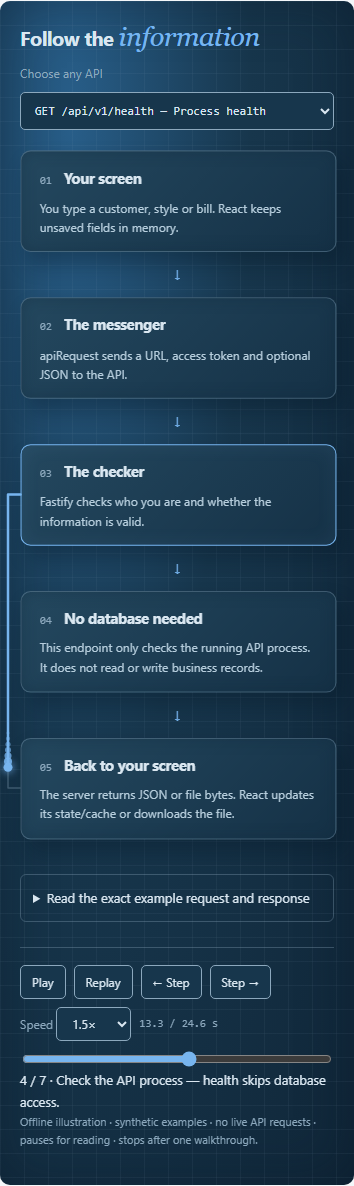 Follow the information
Choose any API
GET /api/v1/health — Process health
01 Your screen
You type a customer, style or bill. React keeps
unsaved fields in memory.
↓
02 The messenger
apiRequest sends a URL, access token and optional
JSON to the API.
↓
03 The checker
Fastify checks who you are and whether the
information is valid.
↓
04 No database needed
This endpoint only checks the running API process.
It does not read or write business records.
↓
05 Back to your screen
The server returns JSON or file bytes. React updates
its state/cache or downloads the file.
▶ Read the exact example request and response
Play Replay ← Step Step →
Speed 1.5× 13.3 / 24.6 s
4 / 7 · Check the API process — health skips database
access.
Offline illustration · synthetic examples · no live API requests ·
pauses for reading · stops after one walkthrough.